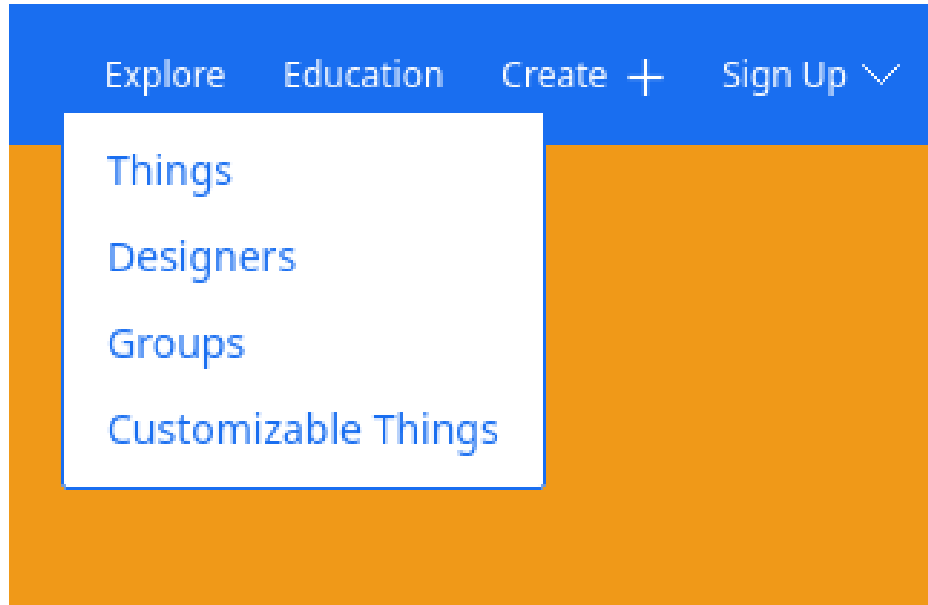 Explore Education Create + Sign Up
Things
Designers
Groups
Customizable Things